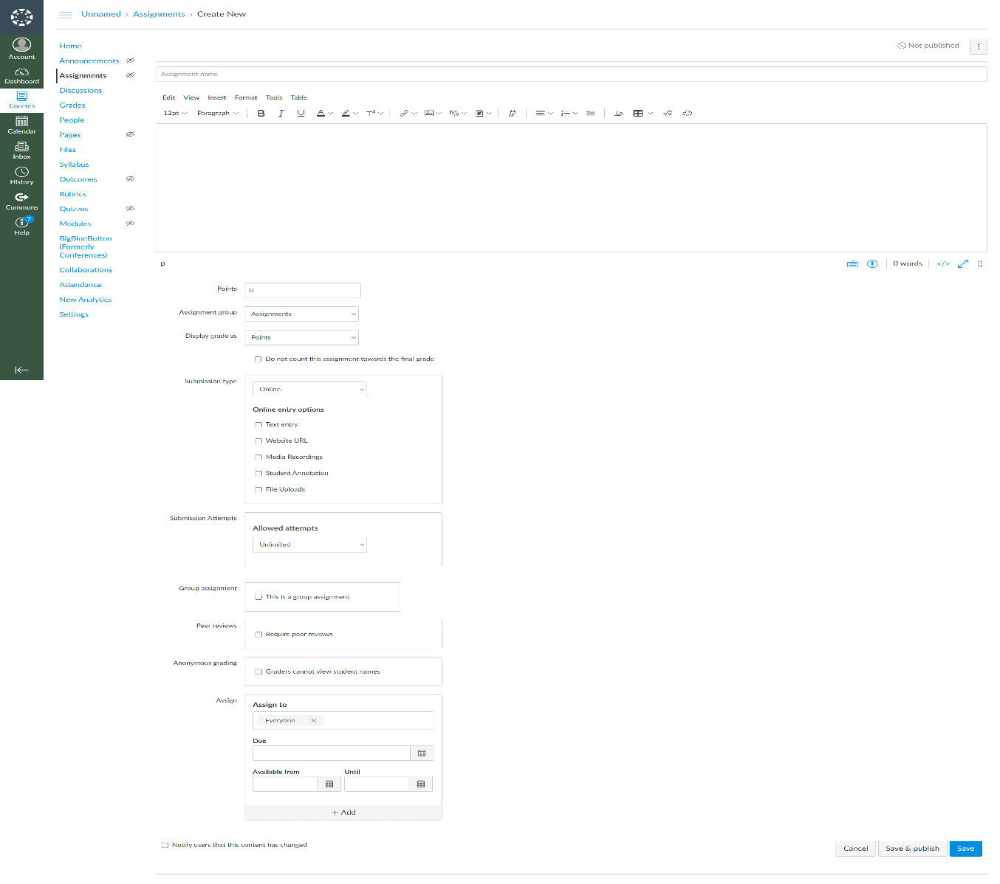 Unnamed › Assignments › Create New
Account
Dashboard
Courses
Calendar
Inbox
History
Commons
7
Help
Home
Announcements
Assignments
Discussions
Grades
People
Pages
Files
Syllabus
Outcomes
Rubrics
Quizzes
Modules
BigBlueButton
(Formerly
Conferences)
Collaborations
Attendance
New Analytics
Settings
Not published
Assignment name
Edit View Insert Format Tools Table
12pt Paragraph B I U A T²
p
0 words </>
Points 0
Assignment group Assignments
Display grade as Points
Do not count this assignment towards the final grade
Submission type Online
Online entry options
Text entry
Website URL
Media Recordings
Student Annotation
File Uploads
Submission Attempts
Allowed attempts
Unlimited
Group assignment
This is a group assignment
Peer reviews
Require peer reviews
Anonymous grading
Graders cannot view student names
Assign
Assign to
Everyone
Due
Available from Until
+ Add
Notify users that this content has changed
Cancel Save & publish Save